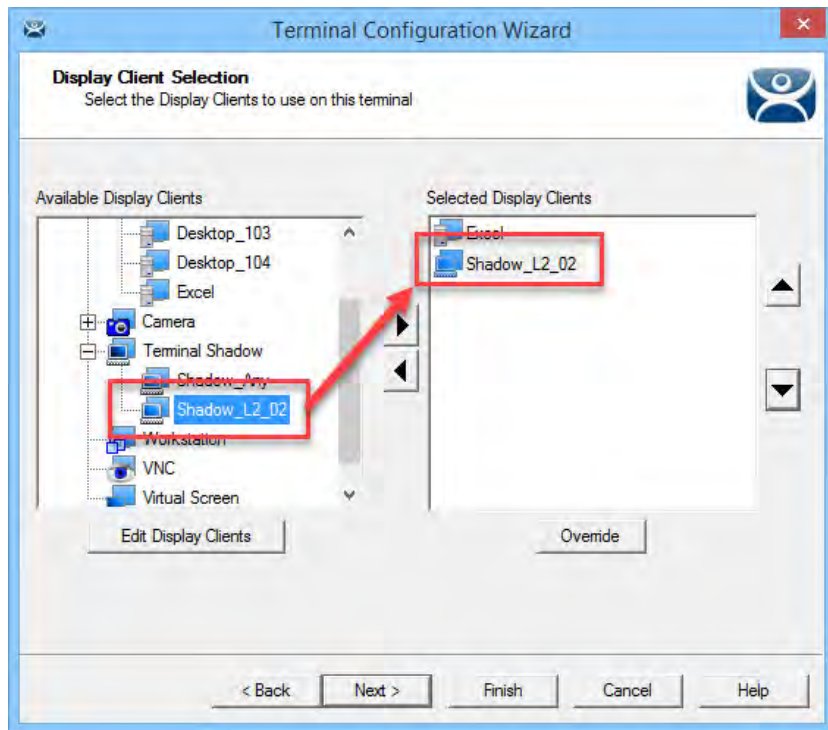 Terminal Configuration Wizard
Display Client Selection
Select the Display Clients to use on this terminal
Available Display Clients
Selected Display Clients
Desktop_103
Desktop_104
Excel
Camera
Terminal Shadow
Shadow_Any
Shadow_L2_02
Workstation
VNC
Virtual Screen
Excel
Shadow_L2_02
Edit Display Clients
Override
< Back
Next >
Finish
Cancel
Help